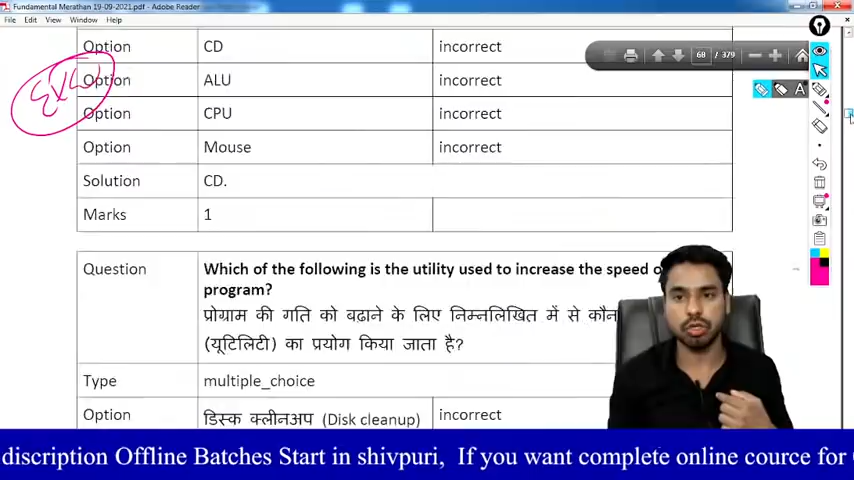 Fundamental Merathan 19-09-2021.pdf - Adobe Reader
File Edit View Window Help
Option CD incorrect
68 / 379
Option ALU incorrect
Option CPU incorrect
Option Mouse incorrect
Solution CD.
Marks 1
Question Which of the following is the utility used to increase the speed
program?
प्रोग्राम की गति को बढ़ाने के लिए निम्नलिखित में से कौन
(यूटिलिटी) का प्रयोग किया जाता है?
Type multiple_choice
Option डिस्क क्लीनअप (Disk cleanup) incorrect
discription Offline Batches Start in shivpuri, If you want complete online cource for